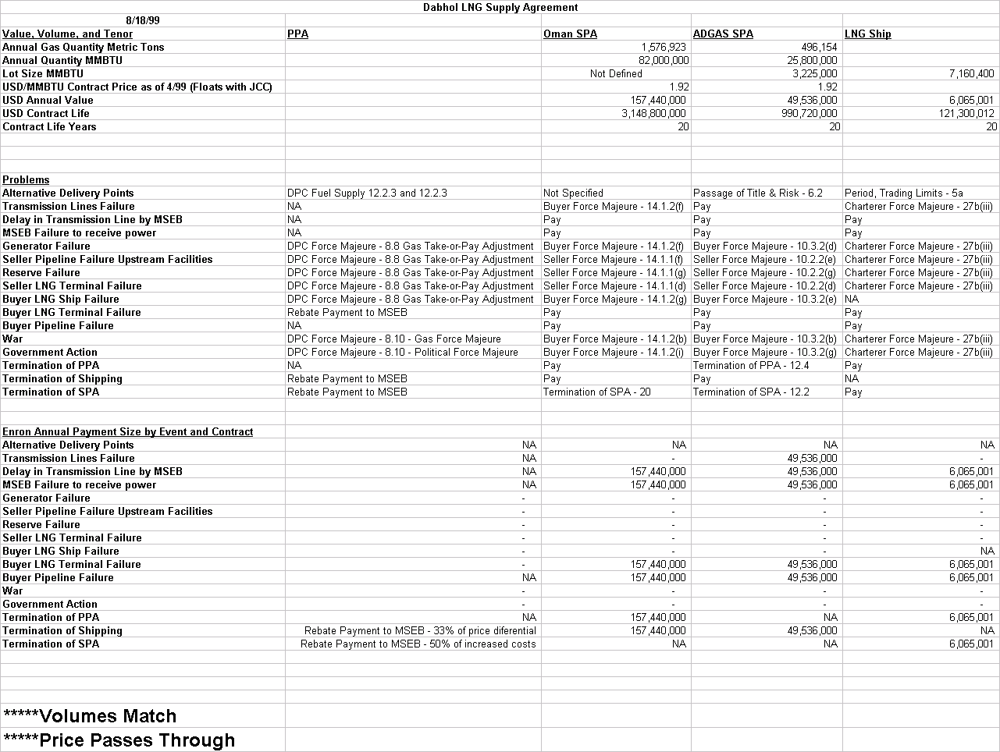 Dabhol LNG Supply Agreement
8/18/99
Value, Volume, and Tenor PPA Oman SPA ADGAS SPA LNG Ship
Annual Gas Quantity Metric Tons 1,576,923 496,154
Annual Quantity MMBTU 82,000,000 25,800,000
Lot Size MMBTU Not Defined 3,225,000 7,160,400
USD/MMBTU Contract Price as of 4/99 (Floats with JCC) 1.92 1.92
USD Annual Value 157,440,000 49,536,000 6,065,001
USD Contract Life 3,148,800,000 990,720,000 121,300,012
Contract Life Years 20 20 20
Problems
Alternative Delivery Points DPC Fuel Supply 12.2.3 and 12.2.3 Not Specified Passage of Title & Risk - 6.2 Period, Trading Limits - 5a
Transmission Lines Failure NA Buyer Force Majeure - 14.1.2(f) Pay Charterer Force Majeure - 27b(iii)
Delay in Transmission Line by MSEB NA Pay Pay Pay
MSEB Failure to receive power NA Pay Pay Pay
Generator Failure DPC Force Majeure - 8.8 Gas Take-or-Pay Adjustment Buyer Force Majeure - 14.1.2(f) Buyer Force Majeure - 10.3.2(d) Charterer Force Majeure - 27b(iii)
Seller Pipeline Failure Upstream Facilities DPC Force Majeure - 8.8 Gas Take-or-Pay Adjustment Seller Force Majeure - 14.1.1(f) Seller Force Majeure - 10.2.2(e) Charterer Force Majeure - 27b(iii)
Reserve Failure DPC Force Majeure - 8.8 Gas Take-or-Pay Adjustment Seller Force Majeure - 14.1.1(g) Seller Force Majeure - 10.2.2(g) Charterer Force Majeure - 27b(iii)
Seller LNG Terminal Failure DPC Force Majeure - 8.8 Gas Take-or-Pay Adjustment Seller Force Majeure - 14.1.1(d) Seller Force Majeure - 10.2.2(d) Charterer Force Majeure - 27b(iii)
Buyer LNG Ship Failure DPC Force Majeure - 8.8 Gas Take-or-Pay Adjustment Buyer Force Majeure - 14.1.2(g) Buyer Force Majeure - 10.3.2(e) NA
Buyer LNG Terminal Failure Rebate Payment to MSEB Pay Pay Pay
Buyer Pipeline Failure NA Pay Pay Pay
War DPC Force Majeure - 8.10 - Gas Force Majeure Buyer Force Majeure - 14.1.2(b) Buyer Force Majeure - 10.3.2(b) Charterer Force Majeure - 27b(iii)
Government Action DPC Force Majeure - 8.10 - Political Force Majeure Buyer Force Majeure - 14.1.2(i) Buyer Force Majeure - 10.3.2(g) Charterer Force Majeure - 27b(iii)
Termination of PPA NA Pay Termination of PPA - 12.4 Pay
Termination of Shipping Rebate Payment to MSEB Pay Pay NA
Termination of SPA Rebate Payment to MSEB Termination of SPA - 20 Termination of SPA - 12.2 Pay
Enron Annual Payment Size by Event and Contract
Alternative Delivery Points NA NA NA NA
Transmission Lines Failure NA - 49,536,000 -
Delay in Transmission Line by MSEB NA 157,440,000 49,536,000 6,065,001
MSEB Failure to receive power NA 157,440,000 49,536,000 6,065,001
Generator Failure - - - -
Seller Pipeline Failure Upstream Facilities - - - -
Reserve Failure - - - -
Seller LNG Terminal Failure - - - -
Buyer LNG Ship Failure - - - NA
Buyer LNG Terminal Failure - 157,440,000 49,536,000 6,065,001
Buyer Pipeline Failure NA 157,440,000 49,536,000 6,065,001
War - - - -
Government Action - - - -
Termination of PPA NA 157,440,000 NA 6,065,001
Termination of Shipping Rebate Payment to MSEB - 33% of price diferential 157,440,000 49,536,000 NA
Termination of SPA Rebate Payment to MSEB - 50% of increased costs NA NA 6,065,001
*****Volumes Match
*****Price Passes Through